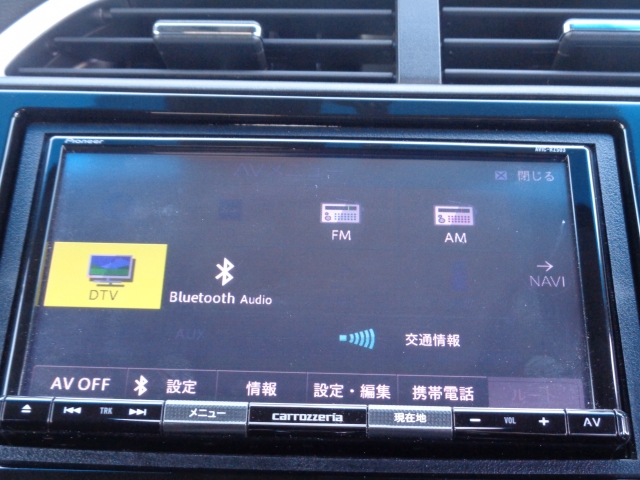 Pioneer
閉じる
FM
AM
DTV
Bluetooth Audio
NAVI
AUX
交通情報
AV OFF
設定
情報
設定・編集
携帯電話
TRK
メニュー
carrozzeria
現在地
VOL
AV